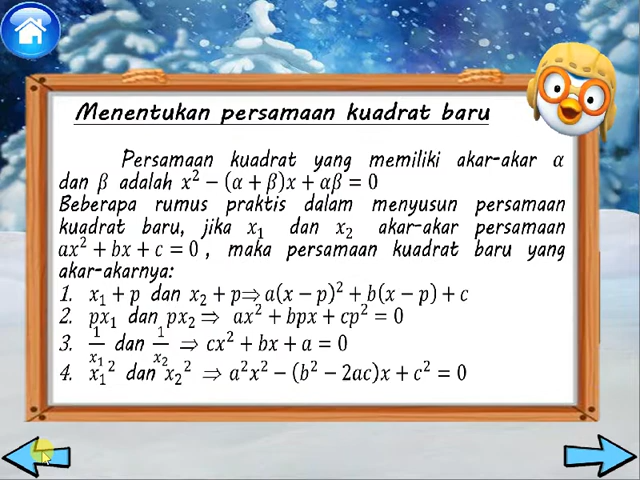 Menentukan persamaan kuadrat baru
Persamaan kuadrat yang memiliki akar-akar α
dan β adalah x² − (α + β)x + αβ = 0
Beberapa rumus praktis dalam menyusun persamaan
kuadrat baru, jika x₁ dan x₂ akar-akar persamaan
ax² + bx + c = 0 , maka persamaan kuadrat baru yang
akar-akarnya:
1. x₁ + p dan x₂ + p ⇒ a(x − p)² + b(x − p) + c
2. px₁ dan px₂ ⇒ ax² + bpx + cp² = 0
3. 1/x₁ dan 1/x₂ ⇒ cx² + bx + a = 0
4. x₁² dan x₂² ⇒ a²x² − (b² − 2ac)x + c² = 0